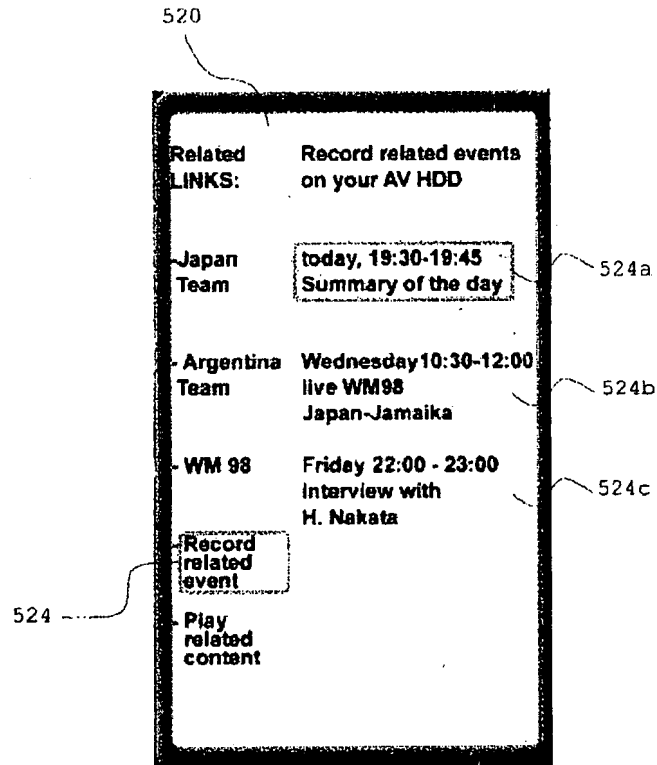 520
Related
LINKS:
Record related events
on your AV HDD
- Japan
Team
today, 19:30-19:45
Summary of the day
524a
- Argentina
Team
Wednesday10:30-12:00
live WM98
Japan-Jamaika
524b
- WM 98
Friday 22:00 - 23:00
Interview with
H. Nakata
524c
- Record
related
event
524
- Play
related
content